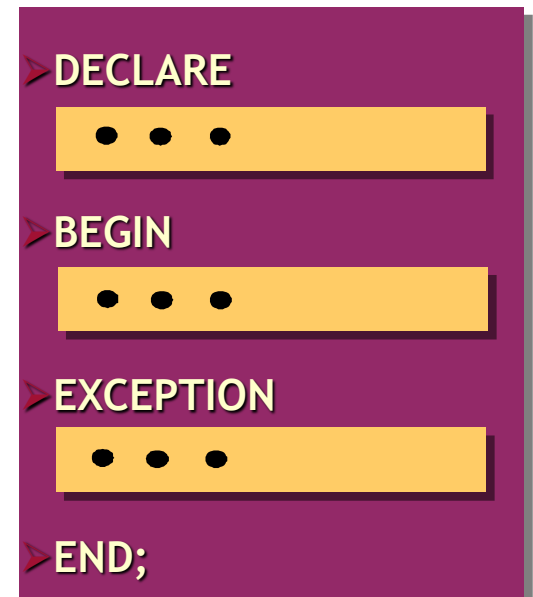 ➢DECLARE
• • •
➢BEGIN
• • •
➢EXCEPTION
• • •
➢END;